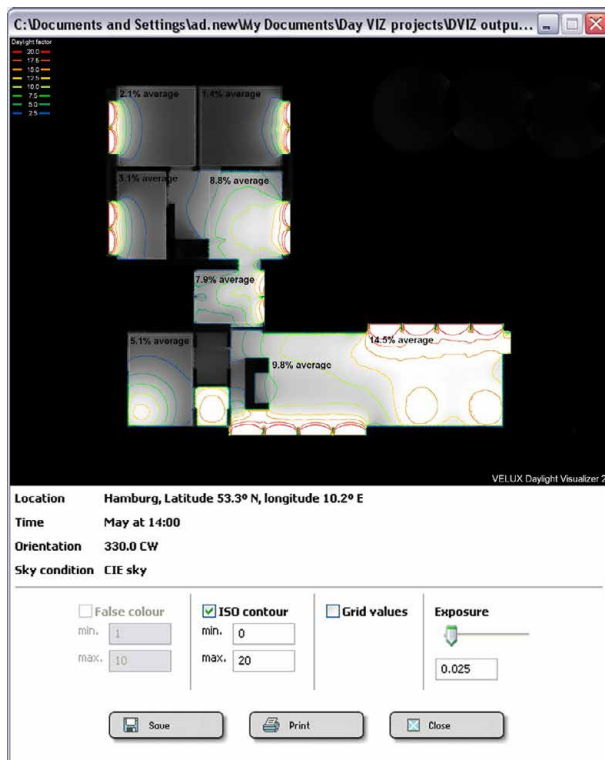 C:\Documents and Settings\ad.new\My Documents\Day VIZ projects\DVIZ outpu...
Daylight factor
20.0
17.5
15.0
12.5
10.0
7.5
5.0
2.5
2.1% average
1.4% average
3.1% average
8.8% average
7.9% average
5.1% average
14.5% average
9.8% average
VELUX Daylight Visualizer 2
Location Hamburg, Latitude 53.3º N, longitude 10.2º E
Time May at 14:00
Orientation 330.0 CW
Sky condition CIE sky
False colour
ISO contour
Grid values
Exposure
min. 1
min. 0
max. 10
max. 20
0.025
Save
Print
Close